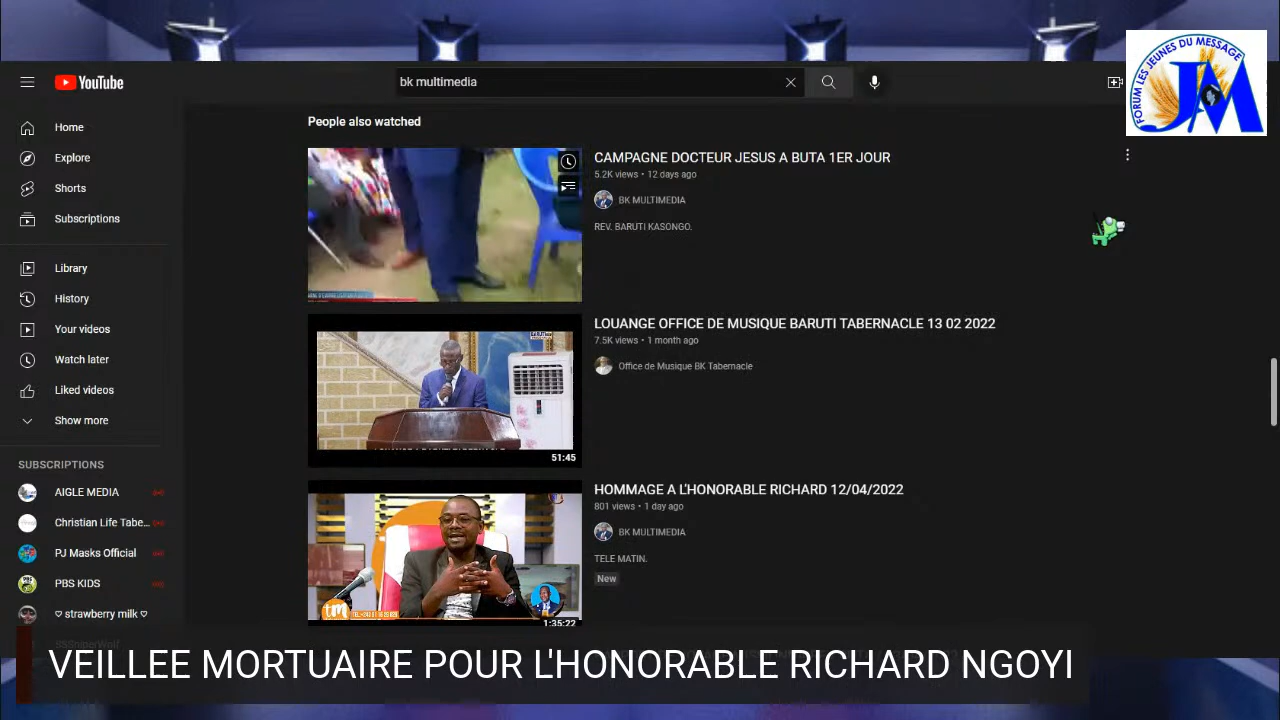 FORUM LES JEUNES DU MESSAGE
JM
YouTube
bk multimedia
Home
Explore
Shorts
Subscriptions
Library
History
Your videos
Watch later
Liked videos
Show more
SUBSCRIPTIONS
AIGLE MEDIA
Christian Life Tabe...
PJ Masks Official
PBS KIDS
♡ strawberry milk ♡
SSSniperWolf
People also watched
CAMPAGNE DOCTEUR JESUS A BUTA 1ER JOUR
5.2K views • 12 days ago
BK MULTIMEDIA
REV. BARUTI KASONGO.
LOUANGE OFFICE DE MUSIQUE BARUTI TABERNACLE 13 02 2022
7.5K views • 1 month ago
Office de Musique BK Tabernacle
51:45
HOMMAGE A L'HONORABLE RICHARD 12/04/2022
801 views • 1 day ago
BK MULTIMEDIA
TELE MATIN.
New
tm
1:35:22
VEILLEE MORTUAIRE POUR L'HONORABLE RICHARD NGOYI